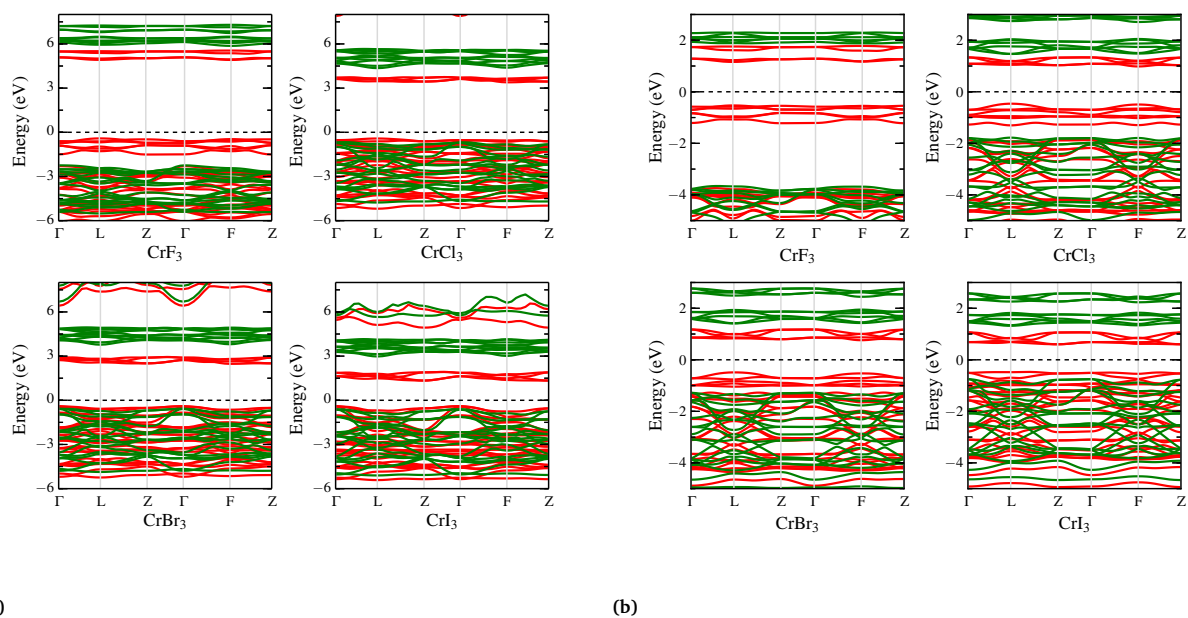 6
3
0
−3
−6
Energy (eV)
Γ L Z Γ F Z
CrF3
6
3
0
−3
−6
Energy (eV)
Γ L Z Γ F Z
CrCl3
2
0
−2
−4
Energy (eV)
Γ L Z Γ F Z
CrF3
2
0
−2
−4
Energy (eV)
Γ L Z Γ F Z
CrCl3
6
3
0
−3
−6
Energy (eV)
Γ L Z Γ F Z
CrBr3
6
3
0
−3
−6
Energy (eV)
Γ L Z Γ F Z
CrI3
2
0
−2
−4
Energy (eV)
Γ L Z Γ F Z
CrBr3
2
0
−2
−4
Energy (eV)
Γ L Z Γ F Z
CrI3
)
(b)